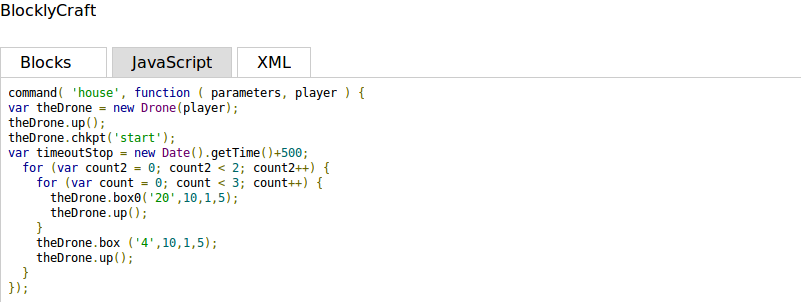 BlocklyCraft
Blocks JavaScript XML
command( 'house', function ( parameters, player ) {
var theDrone = new Drone(player);
theDrone.up();
theDrone.chkpt('start');
var timeoutStop = new Date().getTime()+500;
  for (var count2 = 0; count2 < 2; count2++) {
    for (var count = 0; count < 3; count++) {
      theDrone.box0('20',10,1,5);
      theDrone.up();
    }
    theDrone.box ('4',10,1,5);
    theDrone.up();
  }
});